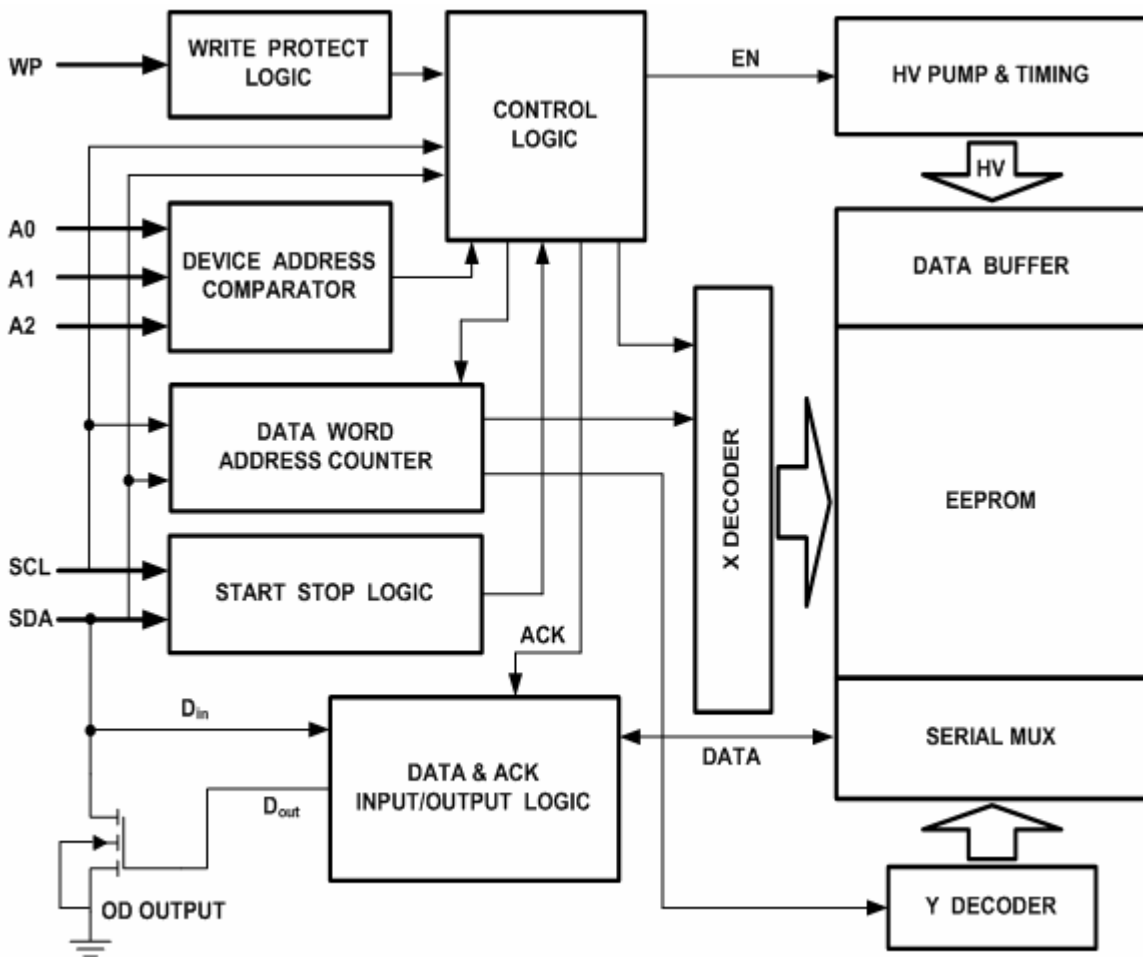 WP
WRITE PROTECT
LOGIC
CONTROL
LOGIC
EN
HV PUMP & TIMING
HV
A0
A1
A2
DEVICE ADDRESS
COMPARATOR
DATA BUFFER
DATA WORD
ADDRESS COUNTER
X DECODER
EEPROM
SCL
SDA
START STOP LOGIC
ACK
Din
DATA & ACK
INPUT/OUTPUT LOGIC
DATA
SERIAL MUX
Dout
OD OUTPUT
Y DECODER